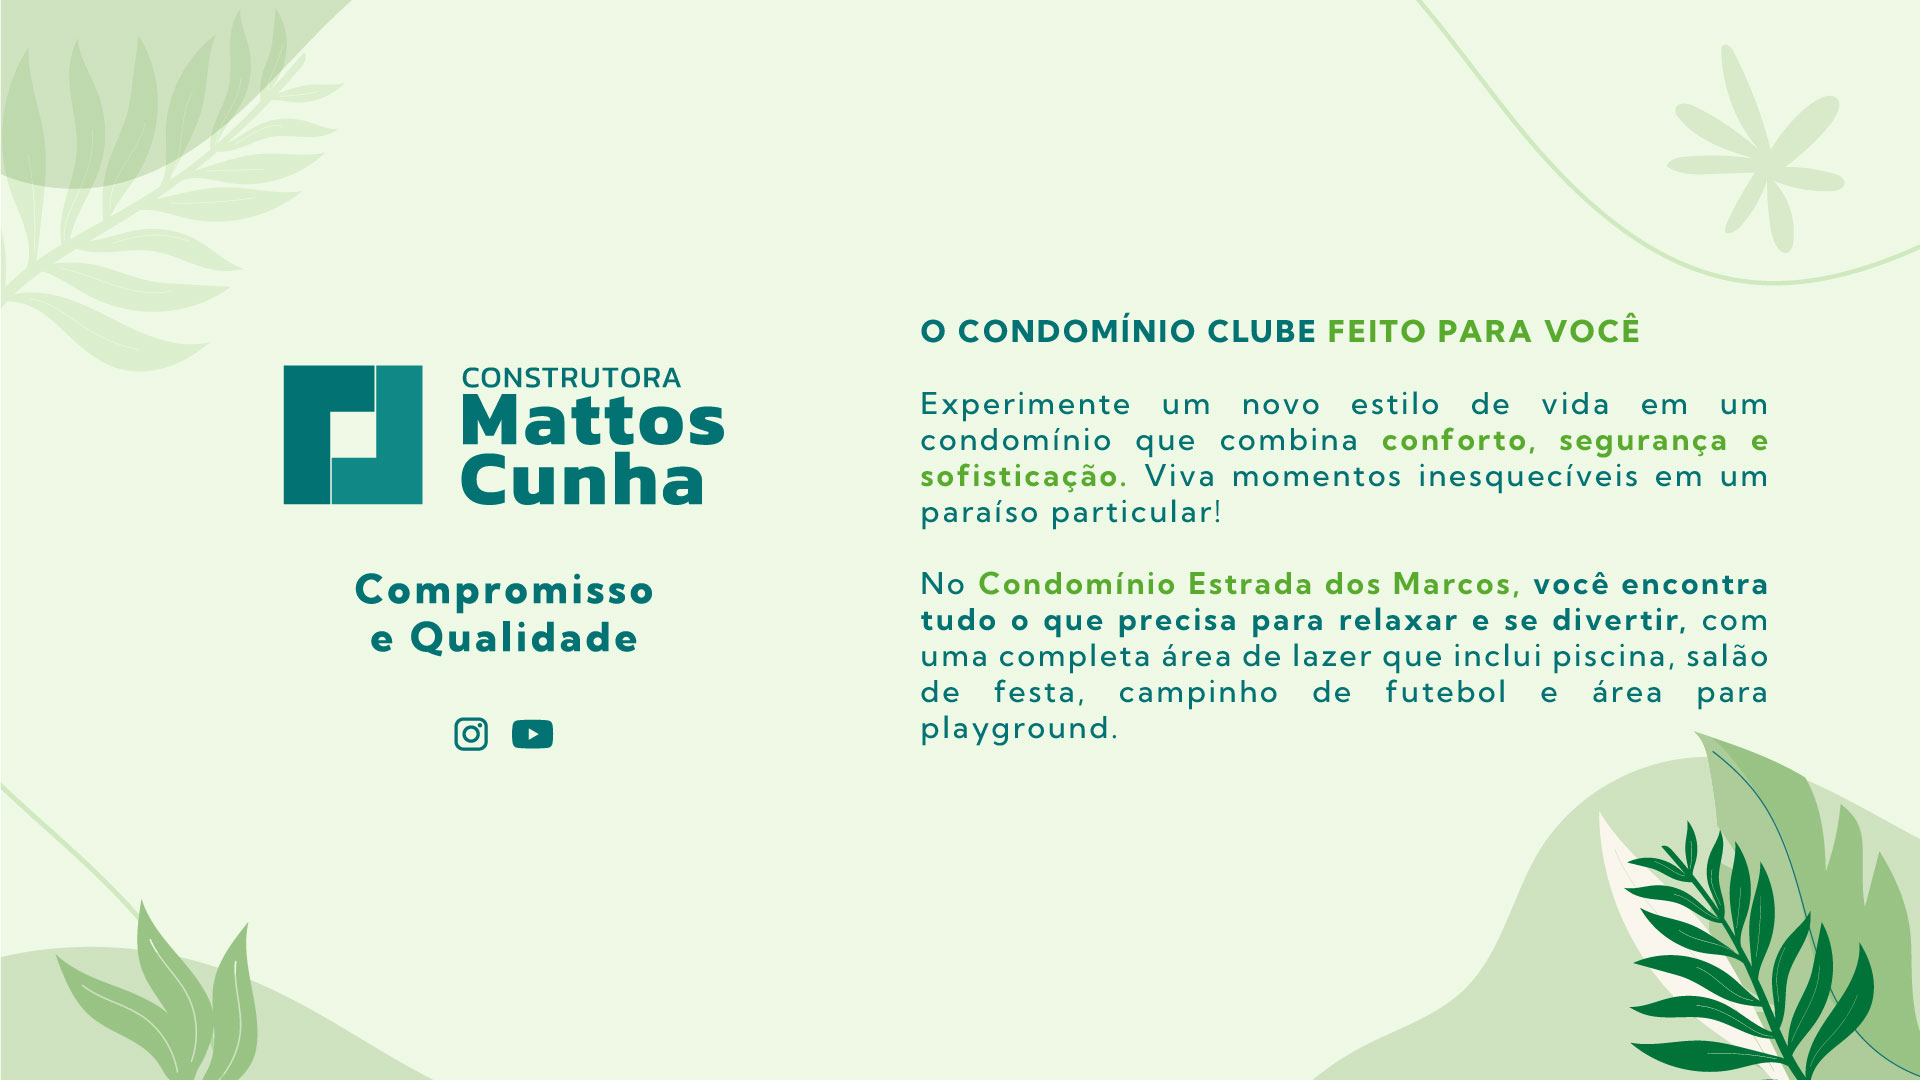 CONSTRUTORA
Mattos
Cunha
Compromisso
e Qualidade
O CONDOMÍNIO CLUBE FEITO PARA VOCÊ
Experimente um novo estilo de vida em um
condomínio que combina conforto, segurança e
sofisticação. Viva momentos inesquecíveis em um
paraíso particular!
No Condomínio Estrada dos Marcos, você encontra
tudo o que precisa para relaxar e se divertir, com
uma completa área de lazer que inclui piscina, salão
de festa, campinho de futebol e área para
playground.